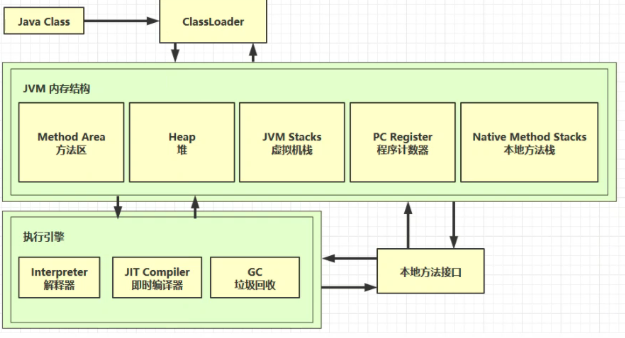 Java Class
ClassLoader
JVM 内存结构
Method Area
方法区
Heap
堆
JVM Stacks
虚拟机栈
PC Register
程序计数器
Native Method Stacks
本地方法栈
执行引擎
Interpreter
解释器
JIT Compiler
即时编译器
GC
垃圾回收
本地方法接口